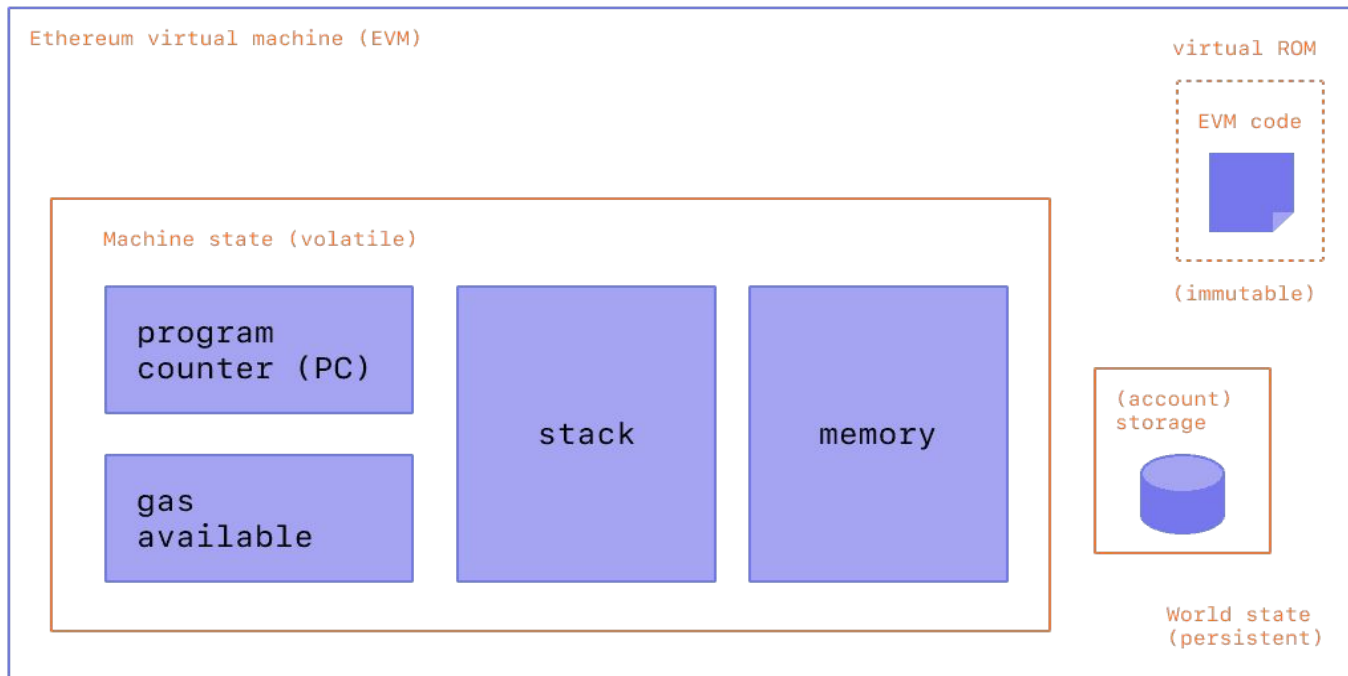 Ethereum virtual machine (EVM)
virtual ROM
EVM code
(immutable)
Machine state (volatile)
program
counter (PC)
gas
available
stack
memory
(account)
storage
World state
(persistent)